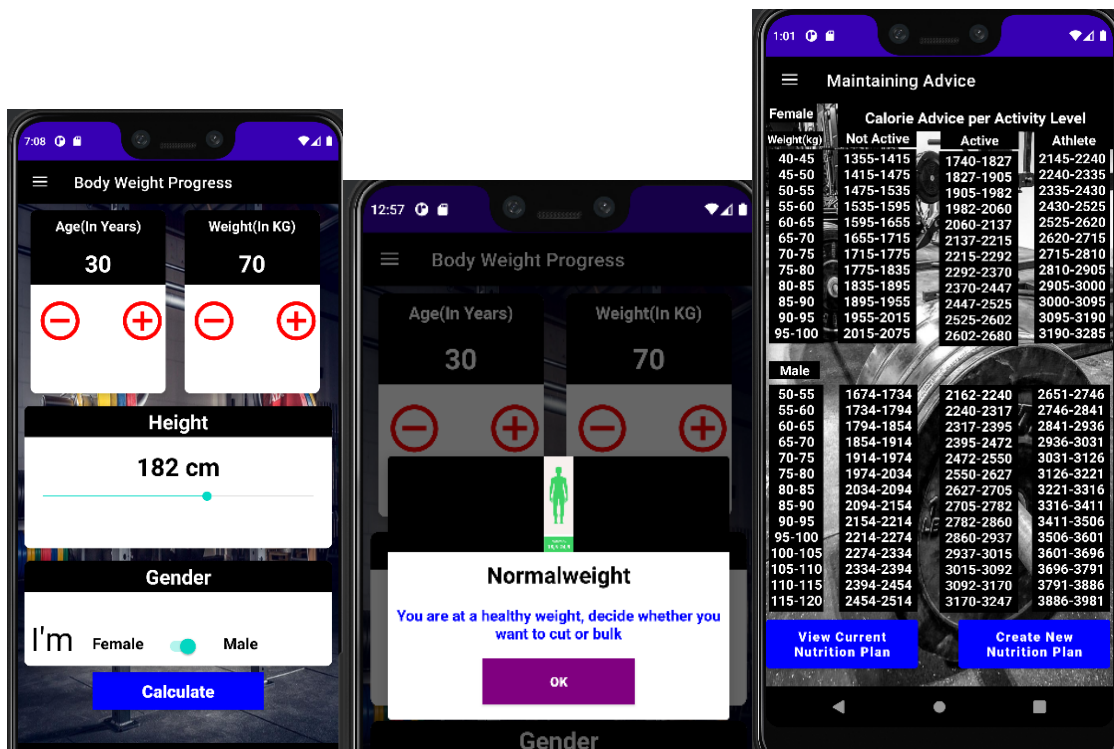 7:08
Body Weight Progress
Age(In Years)
Weight(In KG)
30
70
Height
182 cm
Gender
I'm Female Male
Calculate
12:57
Body Weight Progress
Age(In Years)
Weight(In KG)
30
70
Normalweight
You are at a healthy weight, decide whether you
want to cut or bulk
OK
Gender
1:01
Maintaining Advice
Female
Calorie Advice per Activity Level
Weight(kg) Not Active Active Athlete
40-45 1355-1415 1740-1827 2145-2240
45-50 1415-1475 1827-1905 2240-2335
50-55 1475-1535 1905-1982 2335-2430
55-60 1535-1595 1982-2060 2430-2525
60-65 1595-1655 2060-2137 2525-2620
65-70 1655-1715 2137-2215 2620-2715
70-75 1715-1775 2215-2292 2715-2810
75-80 1775-1835 2292-2370 2810-2905
80-85 1835-1895 2370-2447 2905-3000
85-90 1895-1955 2447-2525 3000-3095
90-95 1955-2015 2525-2602 3095-3190
95-100 2015-2075 2602-2680 3190-3285
Male
50-55 1674-1734 2162-2240 2651-2746
55-60 1734-1794 2240-2317 2746-2841
60-65 1794-1854 2317-2395 2841-2936
65-70 1854-1914 2395-2472 2936-3031
70-75 1914-1974 2472-2550 3031-3126
75-80 1974-2034 2550-2627 3126-3221
80-85 2034-2094 2627-2705 3221-3316
85-90 2094-2154 2705-2782 3316-3411
90-95 2154-2214 2782-2860 3411-3506
95-100 2214-2274 2860-2937 3506-3601
100-105 2274-2334 2937-3015 3601-3696
105-110 2334-2394 3015-3092 3696-3791
110-115 2394-2454 3092-3170 3791-3886
115-120 2454-2514 3170-3247 3886-3981
View Current
Nutrition Plan
Create New
Nutrition Plan